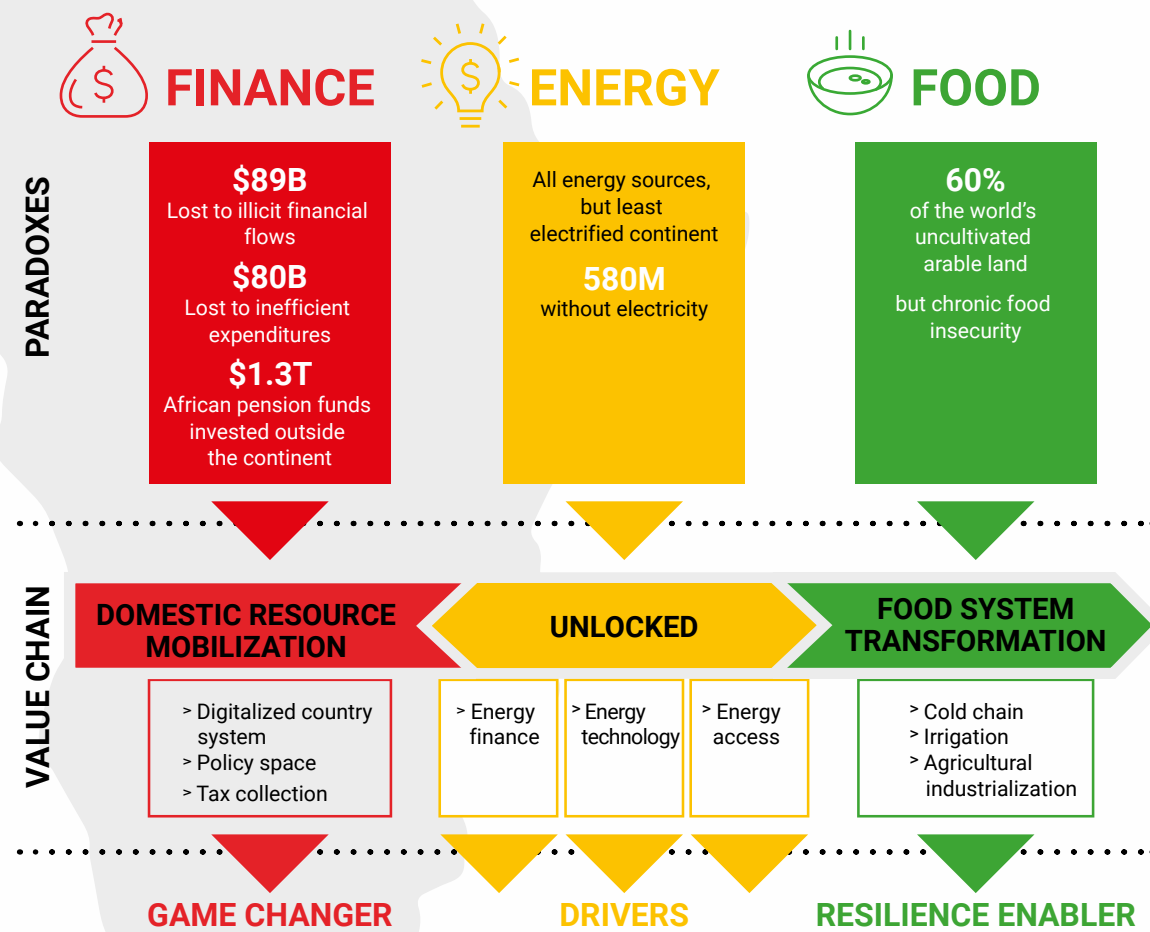 $
FINANCE
$
ENERGY
FOOD
PARADOXES
$89B
Lost to illicit financial
flows
$80B
Lost to inefficient
expenditures
$1.3T
African pension funds
invested outside
the continent
All energy sources,
but least
electrified continent
580M
without electricity
60%
of the world's
uncultivated
arable land
but chronic food
insecurity
VALUE CHAIN
DOMESTIC RESOURCE
MOBILIZATION
UNLOCKED
FOOD SYSTEM
TRANSFORMATION
> Digitalized country
system
> Policy space
> Tax collection
> Energy
finance
> Energy
technology
> Energy
access
> Cold chain
> Irrigation
> Agricultural
industrialization
GAME CHANGER
DRIVERS
RESILIENCE ENABLER